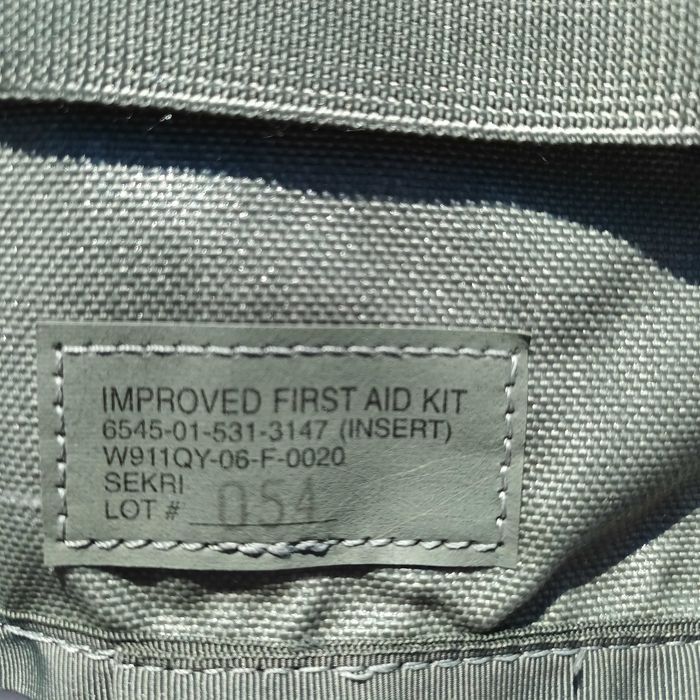 IMPROVED FIRST AID KIT
6545-01-531-3147 (INSERT)
W911QY-06-F-0020
SEKRI
LOT # 054